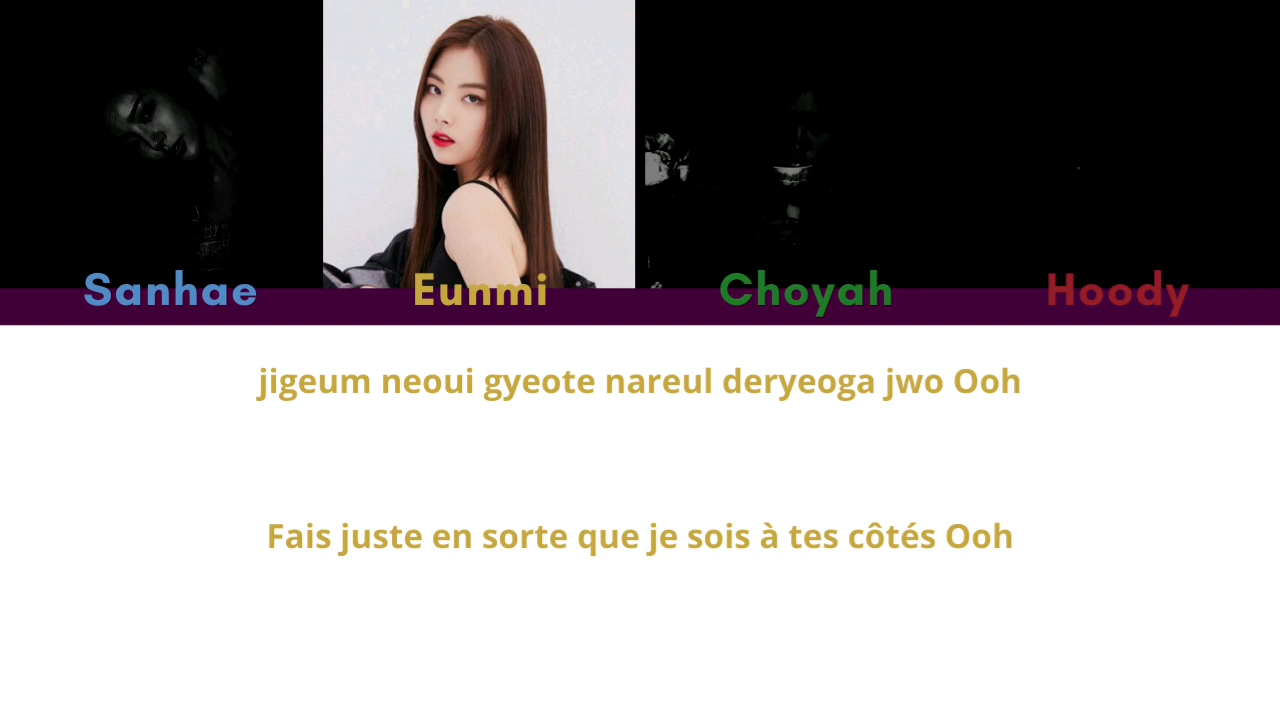 Sanhae Eunmi Choyah Hoody
jigeum neoui gyeote nareul deryeoga jwo Ooh
Fais juste en sorte que je sois à tes côtés Ooh